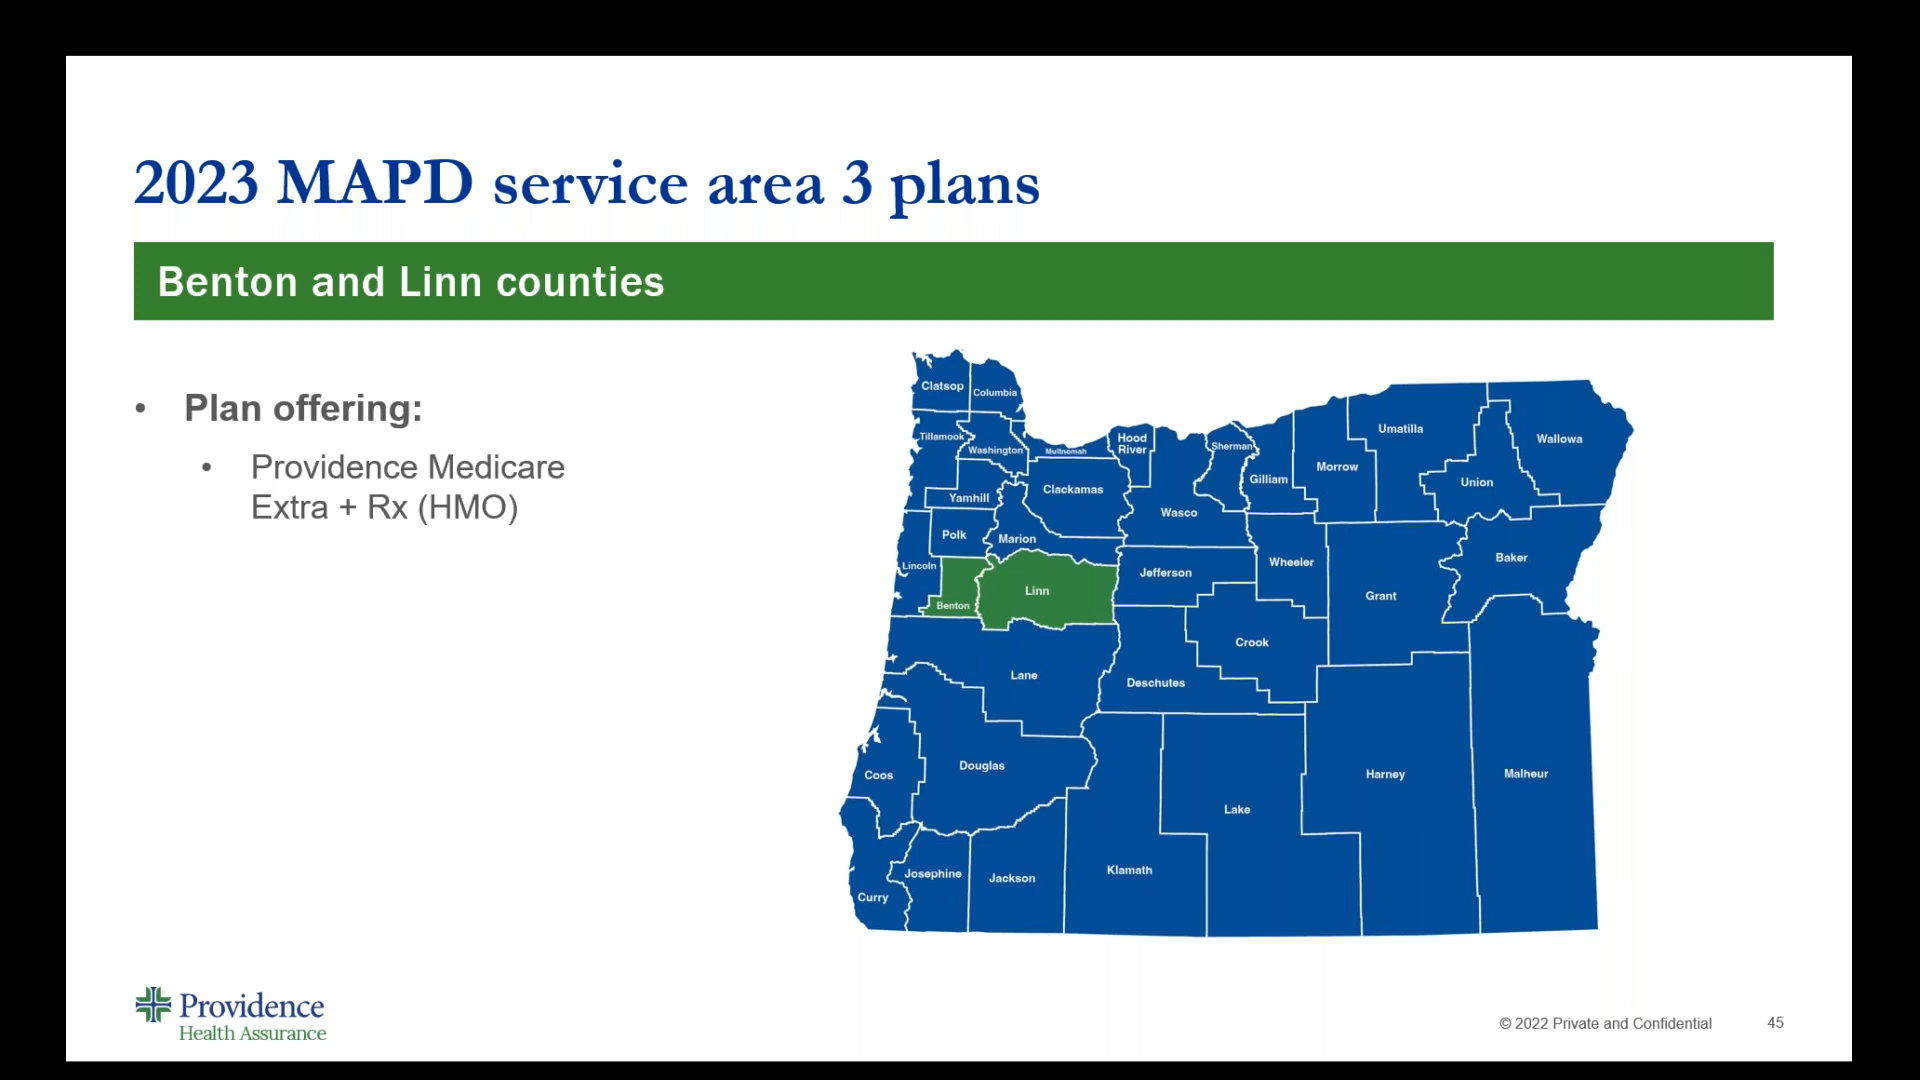 2023 MAPD service area 3 plans
Benton and Linn counties
• Plan offering:
• Providence Medicare
Extra + Rx (HMO)
Clatsop
Columbia
Tillamook
Washington
Multnomah
Hood
River
Sherman
Gilliam
Morrow
Umatilla
Union
Wallowa
Yamhill
Clackamas
Wasco
Polk
Marion
Lincoln
Benton
Linn
Jefferson
Wheeler
Grant
Baker
Crook
Lane
Deschutes
Coos
Douglas
Lake
Harney
Malheur
Curry
Josephine
Jackson
Klamath
Providence
Health Assurance
© 2022 Private and Confidential
45